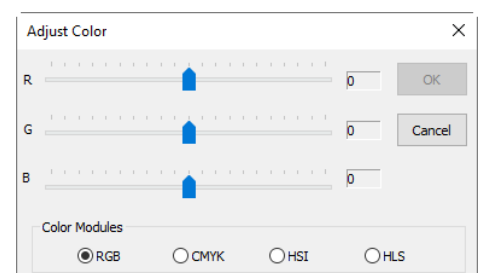 Adjust Color
R 0 OK
G 0 Cancel
B 0
Color Modules
RGB CMYK HSI HLS